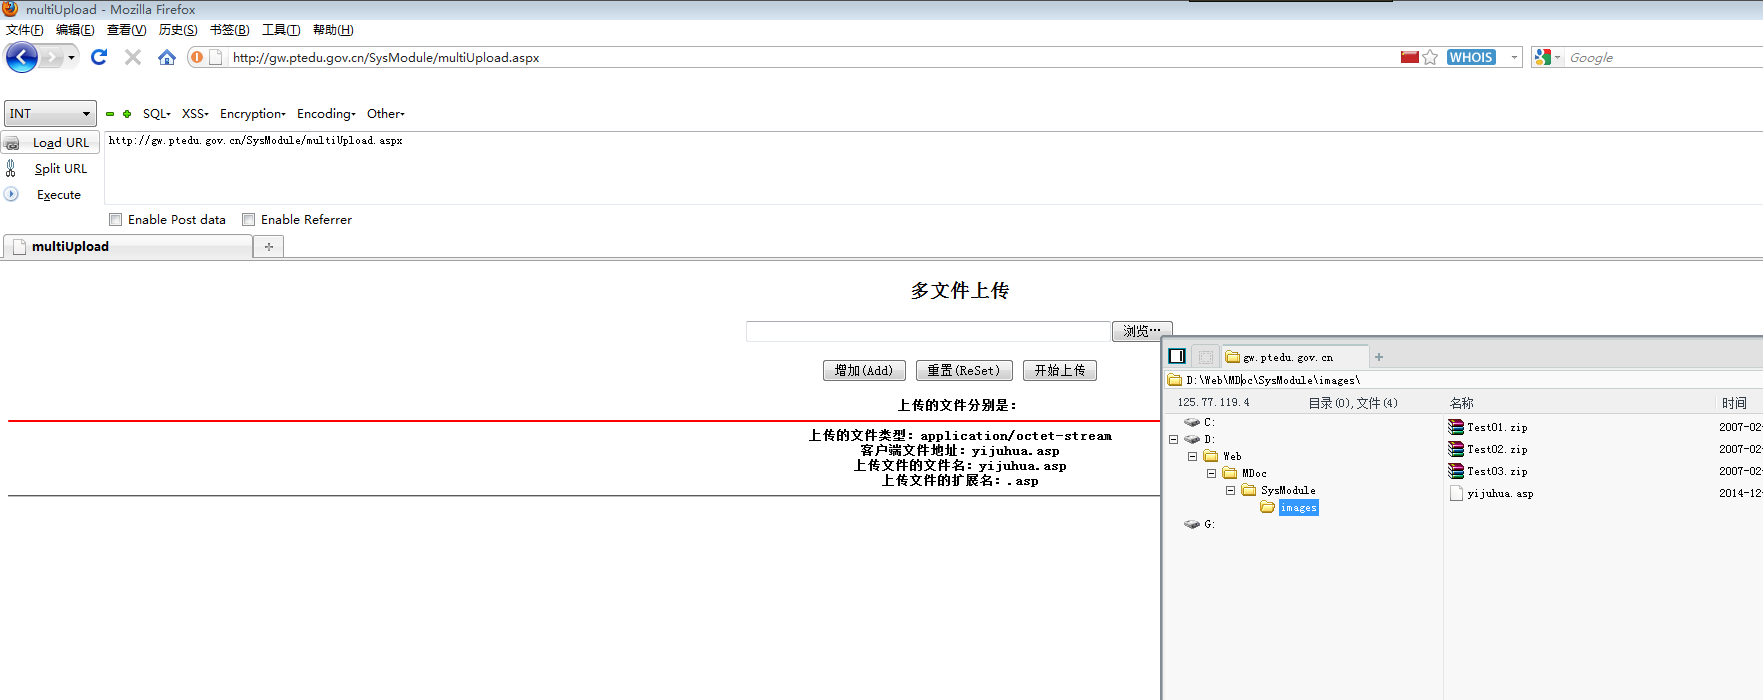 multiUpload - Mozilla Firefox
文件(F) 编辑(E) 查看(V) 历史(S) 书签(B) 工具(T) 帮助(H)
http://gw.ptedu.gov.cn/SysModule/multiUpload.aspx WHOIS Google
INT SQL XSS Encryption Encoding Other
Load URL http://gw.ptedu.gov.cn/SysModule/multiUpload.aspx
Split URL
Execute
Enable Post data Enable Referrer
multiUpload
多文件上传
浏览…
增加(Add) 重置(ReSet) 开始上传
上传的文件分别是:
上传的文件类型: application/octet-stream
客户端文件地址: yijuhua.asp
上传文件的文件名: yijuhua.asp
上传文件的扩展名: .asp
gw.ptedu.gov.cn
D:\Web\MDoc\SysModule\images\
125.77.119.4 目录(0),文件(4) 名称 时间
C:
D:
Web
MDoc
SysModule
images
G:
Test01.zip 2007-02
Test02.zip 2007-02
Test03.zip 2007-02
yijuhua.asp 2014-12